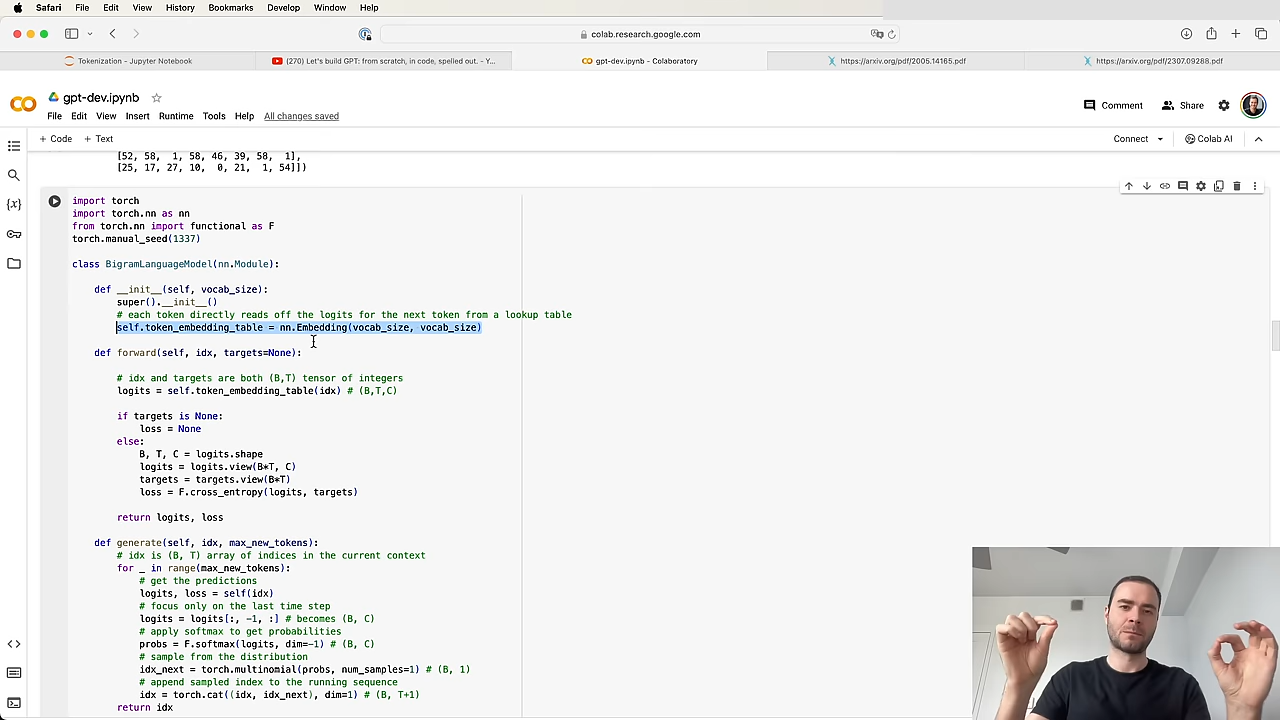 Safari File Edit View History Bookmarks Develop Window Help
colab.research.google.com
Tokenization - Jupyter Notebook
(270) Let's build GPT: from scratch, in code, spelled out. - Y...
gpt-dev.ipynb - Colaboratory
https://arxiv.org/pdf/2005.14165.pdf
https://arxiv.org/pdf/2307.09288.pdf
CO
gpt-dev.ipynb
Comment
Share
File Edit View Insert Runtime Tools Help All changes saved
+ Code + Text
Connect
Colab AI
{x}
[52, 58, 1, 58, 46, 39, 58, 1],
[25, 17, 27, 10, 0, 21, 1, 54]])
import torch
import torch.nn as nn
from torch.nn import functional as F
torch.manual_seed(1337)
class BigramLanguageModel(nn.Module):
def __init__(self, vocab_size):
super().__init__()
# each token directly reads off the logits for the next token from a lookup table
self.token_embedding_table = nn.Embedding(vocab_size, vocab_size)
def forward(self, idx, targets=None):
# idx and targets are both (B,T) tensor of integers
logits = self.token_embedding_table(idx) # (B,T,C)
if targets is None:
loss = None
else:
B, T, C = logits.shape
logits = logits.view(B*T, C)
targets = targets.view(B*T)
loss = F.cross_entropy(logits, targets)
return logits, loss
def generate(self, idx, max_new_tokens):
# idx is (B, T) array of indices in the current context
for _ in range(max_new_tokens):
# get the predictions
logits, loss = self(idx)
# focus only on the last time step
logits = logits[:, -1, :] # becomes (B, C)
# apply softmax to get probabilities
probs = F.softmax(logits, dim=-1) # (B, C)
# sample from the distribution
idx_next = torch.multinomial(probs, num_samples=1) # (B, 1)
# append sampled index to the running sequence
idx = torch.cat((idx, idx_next), dim=1) # (B, T+1)
return idx